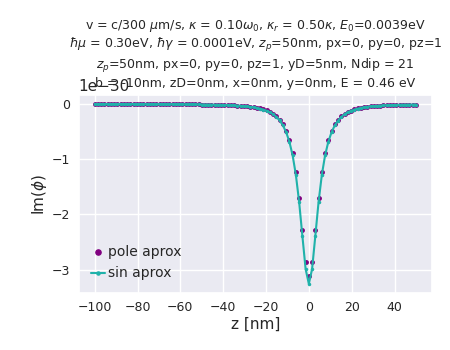 v = c/300 μm/s, κ = 0.10ω₀, κᵣ = 0.50κ, E₀=0.0039eV
ħμ = 0.30eV, ħγ = 0.0001eV, zₚ=50nm, px=0, py=0, pz=1
zₚ=50nm, px=0, py=0, pz=1, yD=5nm, Ndip = 21
b = -10nm, zD=0nm, x=0nm, y=0nm, E = 0.46 eV
1e−30
0
−1
−2
−3
Im(ϕ)
pole aprox
sin aprox
−100 −80 −60 −40 −20 0 20 40
z [nm]